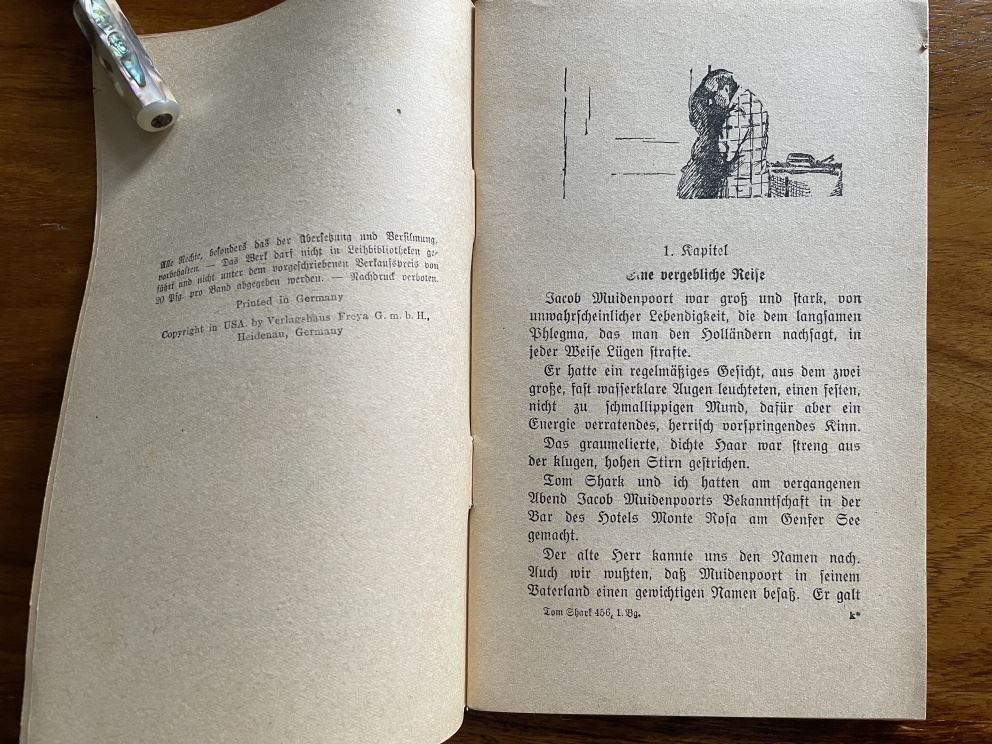 Alle Rechte, besonders das der Übersetzung und Verfilmung,
vorbehalten. — Das Werk darf nicht in Leihbibliotheken ge-
führt und nicht unter dem vorgeschriebenen Verkaufspreis von
20 Pfg. pro Band abgegeben werden. — Nachdruck verboten.
Printed in Germany
Copyright in USA. by Verlagshaus Freya G. m. b. H.,
Heidenau, Germany
1. Kapitel
Eine vergebliche Reise
Jacob Muidenpoort war groß und stark, von
unwahrscheinlicher Lebendigkeit, die dem langsamen
Phlegma, das man den Holländern nachsagt, in
jeder Weise Lügen strafte.
Er hatte ein regelmäßiges Gesicht, aus dem zwei
große, fast wasserklare Augen leuchteten, einen festen,
nicht zu schmallippigen Mund, dafür aber ein
Energie verratendes, herrisch vorspringendes Kinn.
Das graumelierte, dichte Haar war streng aus
der klugen, hohen Stirn gestrichen.
Tom Shark und ich hatten am vergangenen
Abend Jacob Muidenpoorts Bekanntschaft in der
Bar des Hotels Monte Rosa am Genfer See
gemacht.
Der alte Herr kannte uns den Namen nach.
Auch wir wußten, daß Muidenpoort in seinem
Vaterland einen gewichtigen Namen besaß. Er galt
Tom Shark 456, 1. Bg.
k*